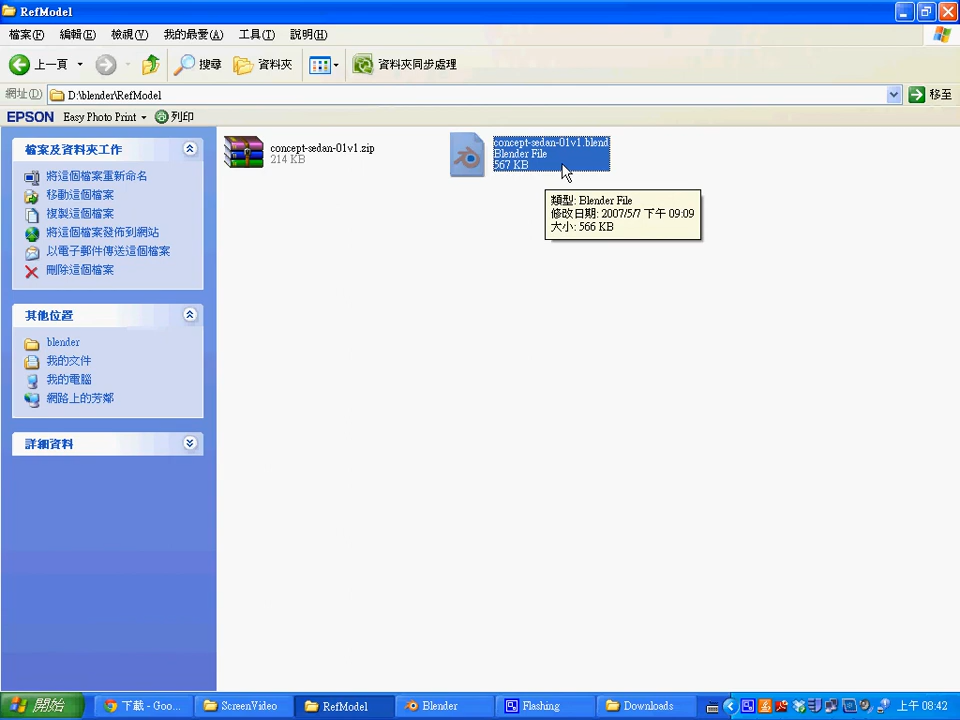 RefModel
檔案(F) 編輯(E) 檢視(V) 我的最愛(A) 工具(T) 說明(H)
上一頁 搜尋 資料夾 資料夾同步處理
網址(D) D:\blender\RefModel 移至
EPSON Easy Photo Print 列印
檔案及資料夾工作
將這個檔案重新命名
移動這個檔案
複製這個檔案
將這個檔案發佈到網站
以電子郵件傳送這個檔案
刪除這個檔案
其他位置
blender
我的文件
我的電腦
網路上的芳鄰
詳細資料
concept-sedan-01v1.zip
214 KB
concept-sedan-01v1.blend
Blender File
567 KB
類型: Blender File
修改日期: 2007/5/7 下午 09:09
大小: 566 KB
開始 下載 - Goo... ScreenVideo RefModel Blender Flashing Downloads 上午 08:42